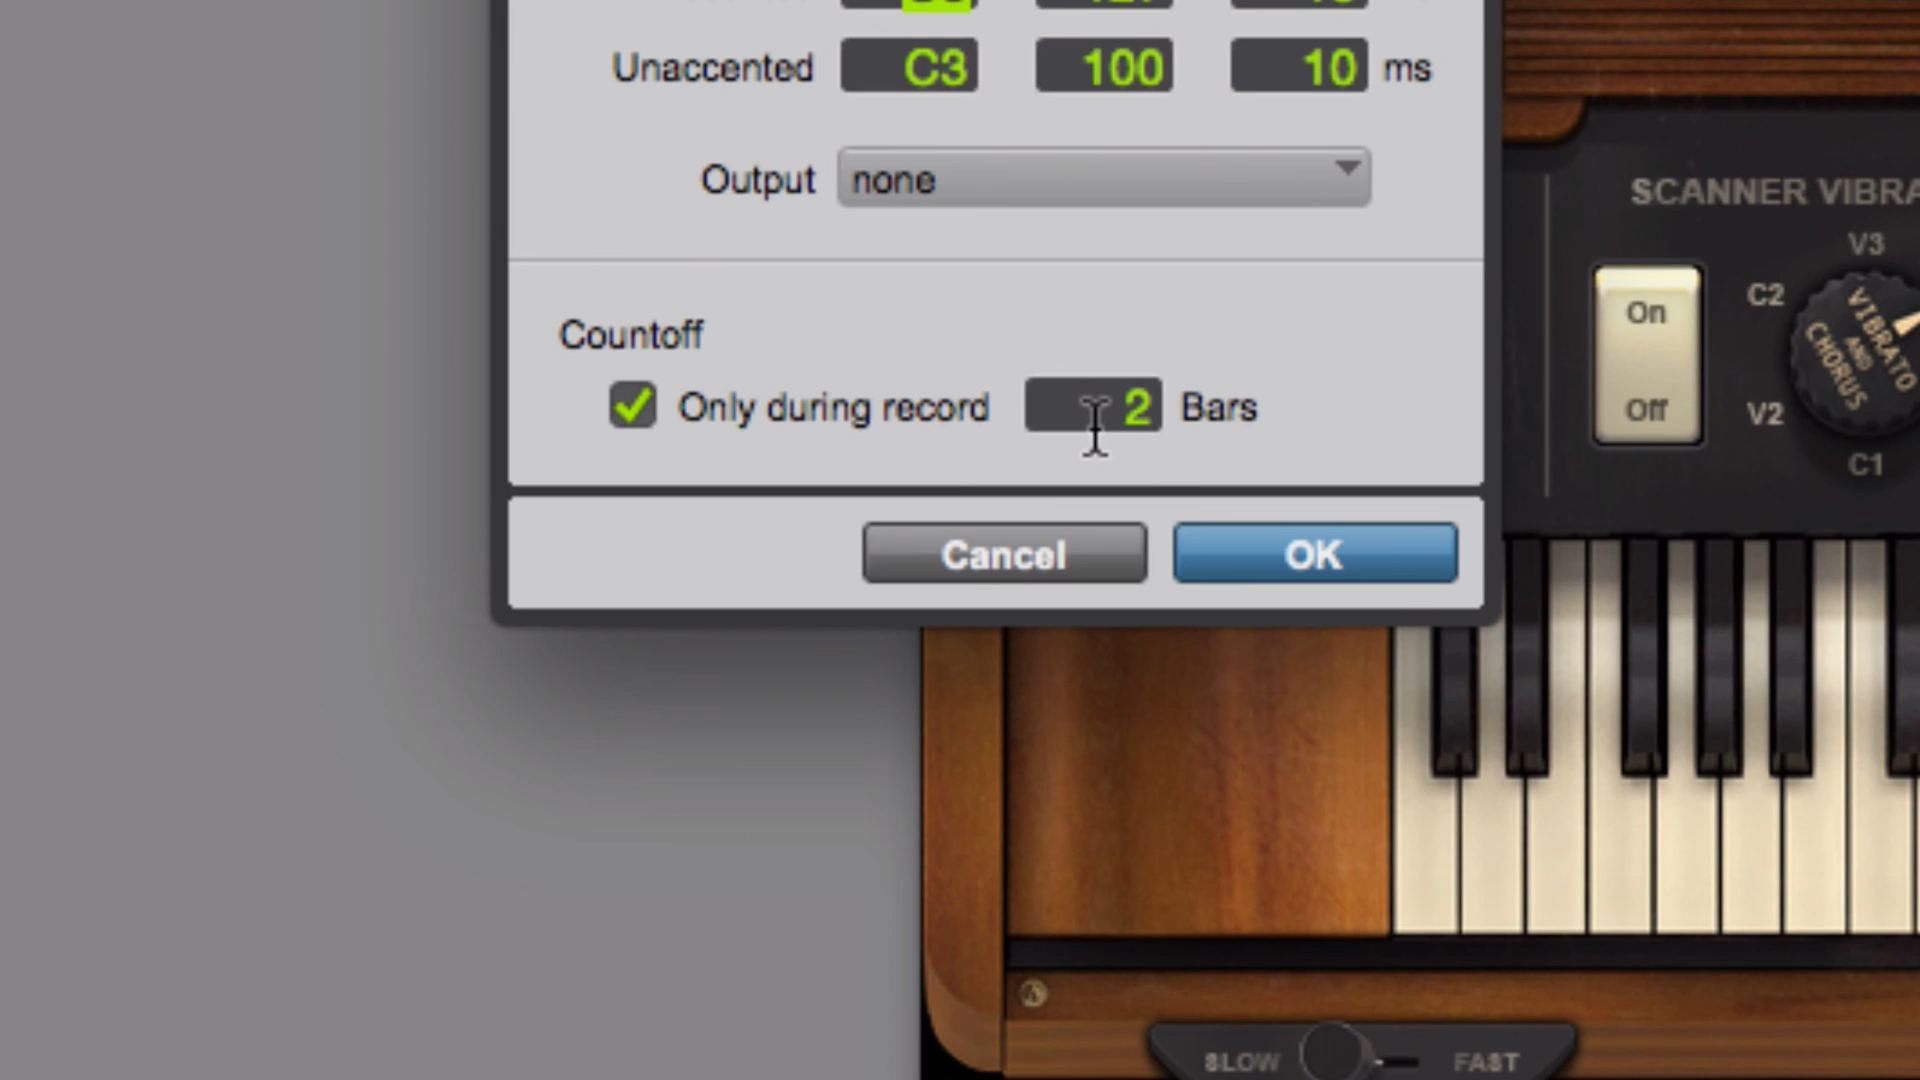 Unaccented C3 100 10 ms
Output none
Countoff
Only during record 2 Bars
Cancel OK
SCANNER VIBRA
V3
C2
On
Off
V2
C1
VIBRATO
AND
CHORUS
SLOW FAST